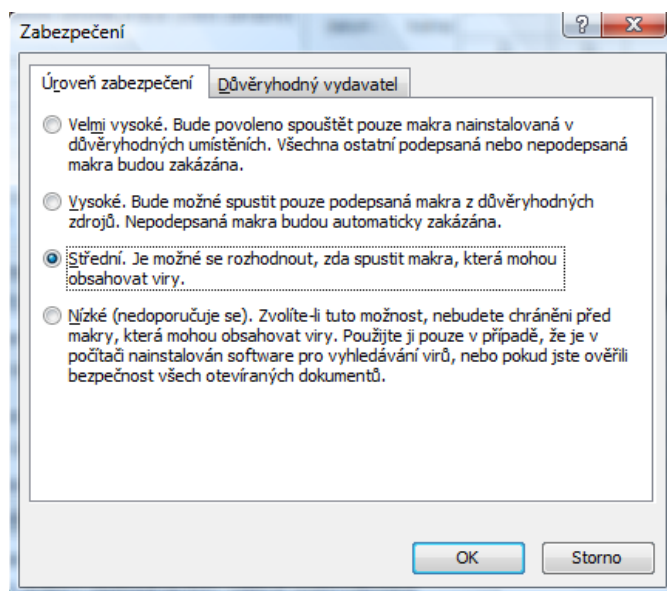 Zabezpečení
Úroveň zabezpečení
Důvěryhodný vydavatel
Velmi vysoké. Bude povoleno spouštět pouze makra nainstalovaná v
důvěryhodných umístěních. Všechna ostatní podepsaná nebo nepodepsaná
makra budou zakázána.
Vysoké. Bude možné spustit pouze podepsaná makra z důvěryhodných
zdrojů. Nepodepsaná makra budou automaticky zakázána.
Střední. Je možné se rozhodnout, zda spustit makra, která mohou
obsahovat viry.
Nízké (nedoporučuje se). Zvolíte-li tuto možnost, nebudete chráněni před
makry, která mohou obsahovat viry. Použijte ji pouze v případě, že je v
počítači nainstalován software pro vyhledávání virů, nebo pokud jste ověřili
bezpečnost všech otevíraných dokumentů.
OK
Storno